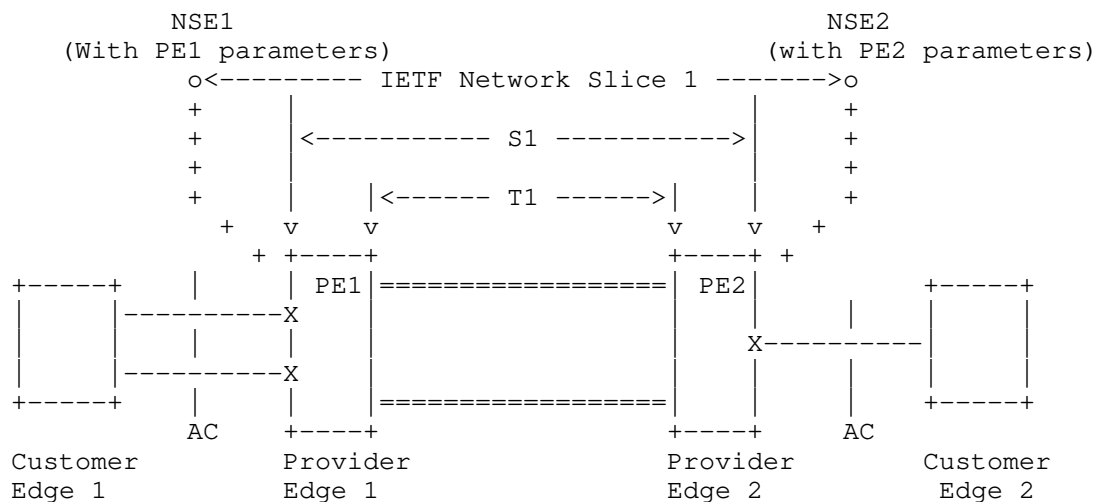 NSE1 NSE2
(With PE1 parameters) (with PE2 parameters)
o<--------- IETF Network Slice 1 ------->o
+ | | +
+ |<----------- S1 ----------->| +
+ | | +
+ | |<------ T1 ------>| | +
+ v v v v +
+ +----+ +----+ +
+-----+ | | PE1|==================| PE2| +-----+
| |----------X | | | | | |
| | | | | | X----------| |
| |----------X | | | | | |
+-----+ | | |==================| | | +-----+
AC +----+ +----+ AC
Customer Provider Provider Customer
Edge 1 Edge 1 Edge 2 Edge 2